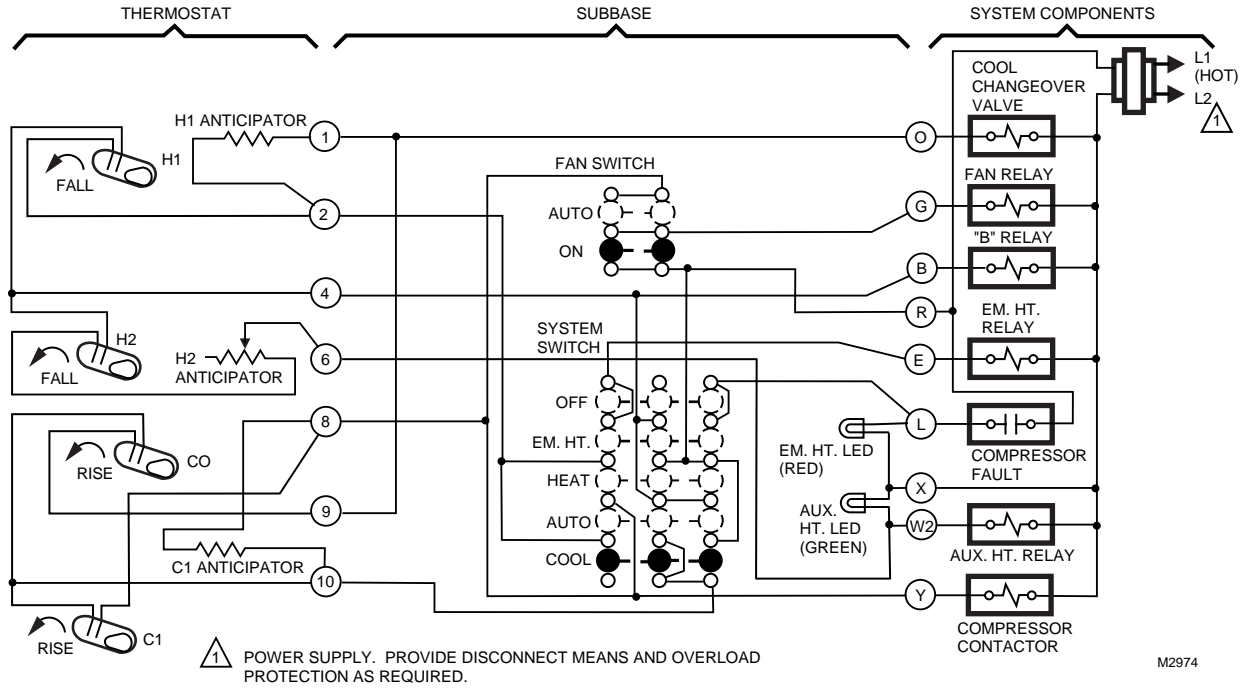 THERMOSTAT
SUBBASE
SYSTEM COMPONENTS
L1
(HOT)
L2
1
COOL
CHANGEOVER
VALVE
H1 ANTICIPATOR
1
O
H1
FALL
FAN SWITCH
FAN RELAY
2
AUTO
G
ON
"B" RELAY
B
4
R
EM. HT.
RELAY
SYSTEM
SWITCH
H2
FALL
H2
ANTICIPATOR
6
E
OFF
8
L
EM. HT.
EM. HT. LED
(RED)
COMPRESSOR
FAULT
CO
RISE
HEAT
X
9
AUTO
AUX.
HT. LED
(GREEN)
W2
AUX. HT. RELAY
C1 ANTICIPATOR
COOL
10
Y
C1
RISE
COMPRESSOR
CONTACTOR
1 POWER SUPPLY. PROVIDE DISCONNECT MEANS AND OVERLOAD
PROTECTION AS REQUIRED.
M2974